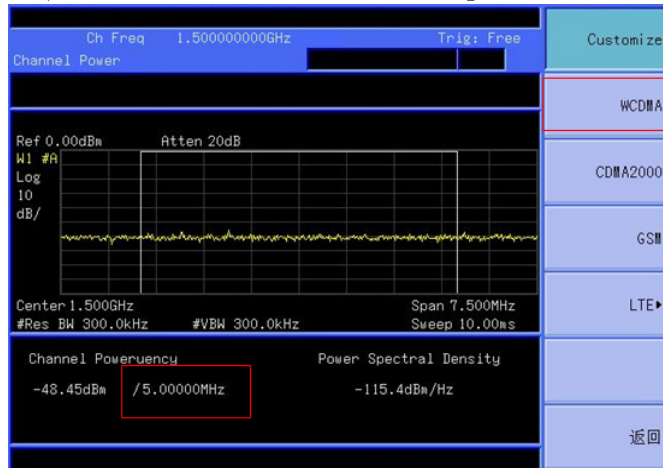 Ch Freq 1.500000000GHz Trig: Free
Channel Power
Customize
WCDMA
Ref 0.00dBm Atten 20dB
W1 #A
Log
10
dB/
CDMA2000
GSM
Center 1.500GHz Span 7.500MHz
#Res BW 300.0kHz #VBW 300.0kHz Sweep 10.00ms
LTE▸
Channel Poweruency Power Spectral Density
-48.45dBm /5.00000MHz -115.4dBm/Hz
返回